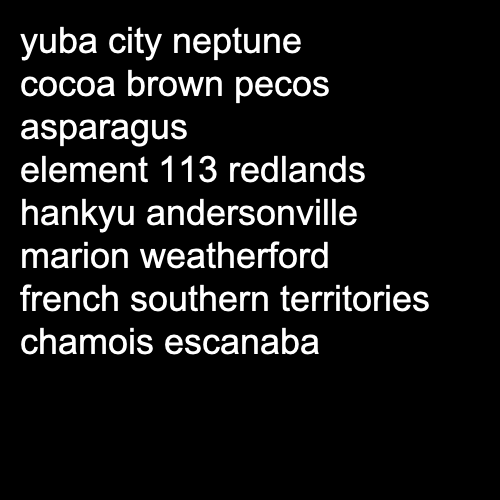 yuba city neptune
cocoa brown pecos
asparagus
element 113 redlands
hankyu andersonville
marion weatherford
french southern territories
chamois escanaba